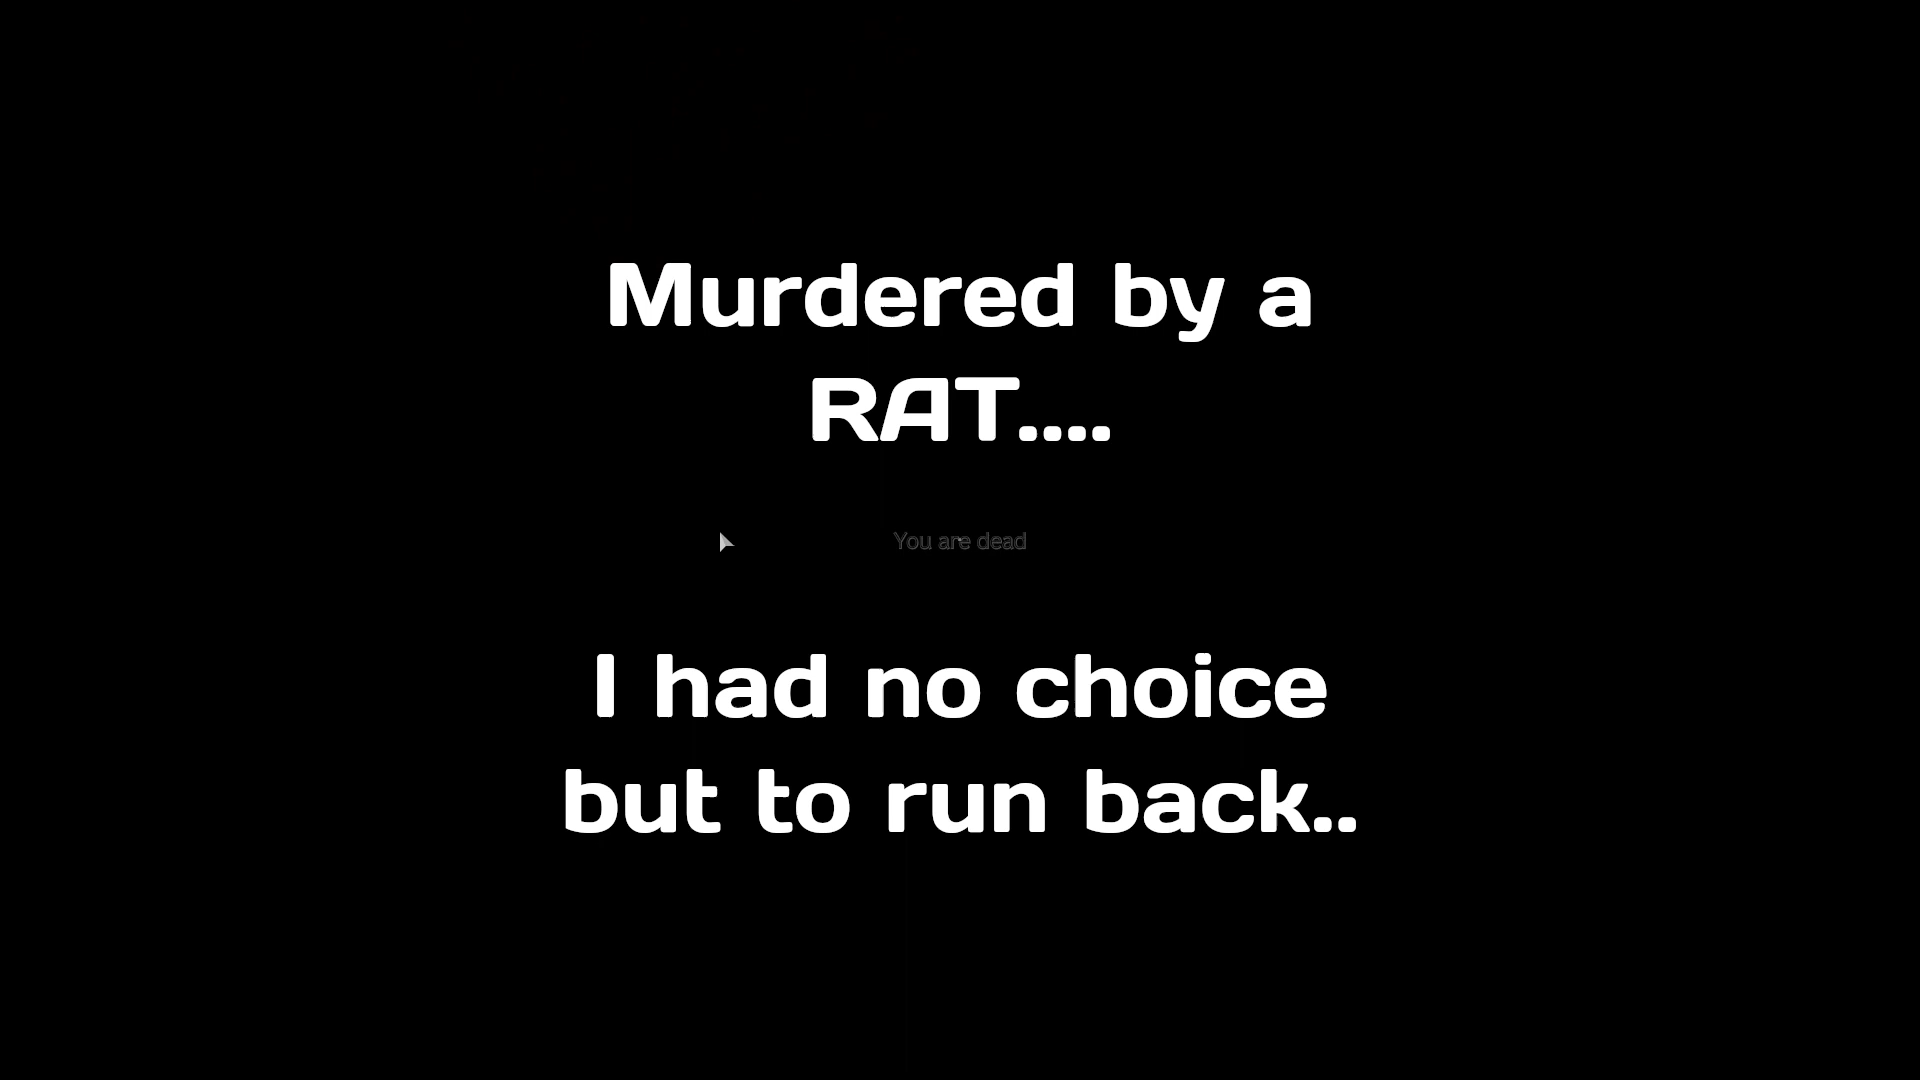 Murdered by a
RAT....
You are dead
I had no choice
but to run back..